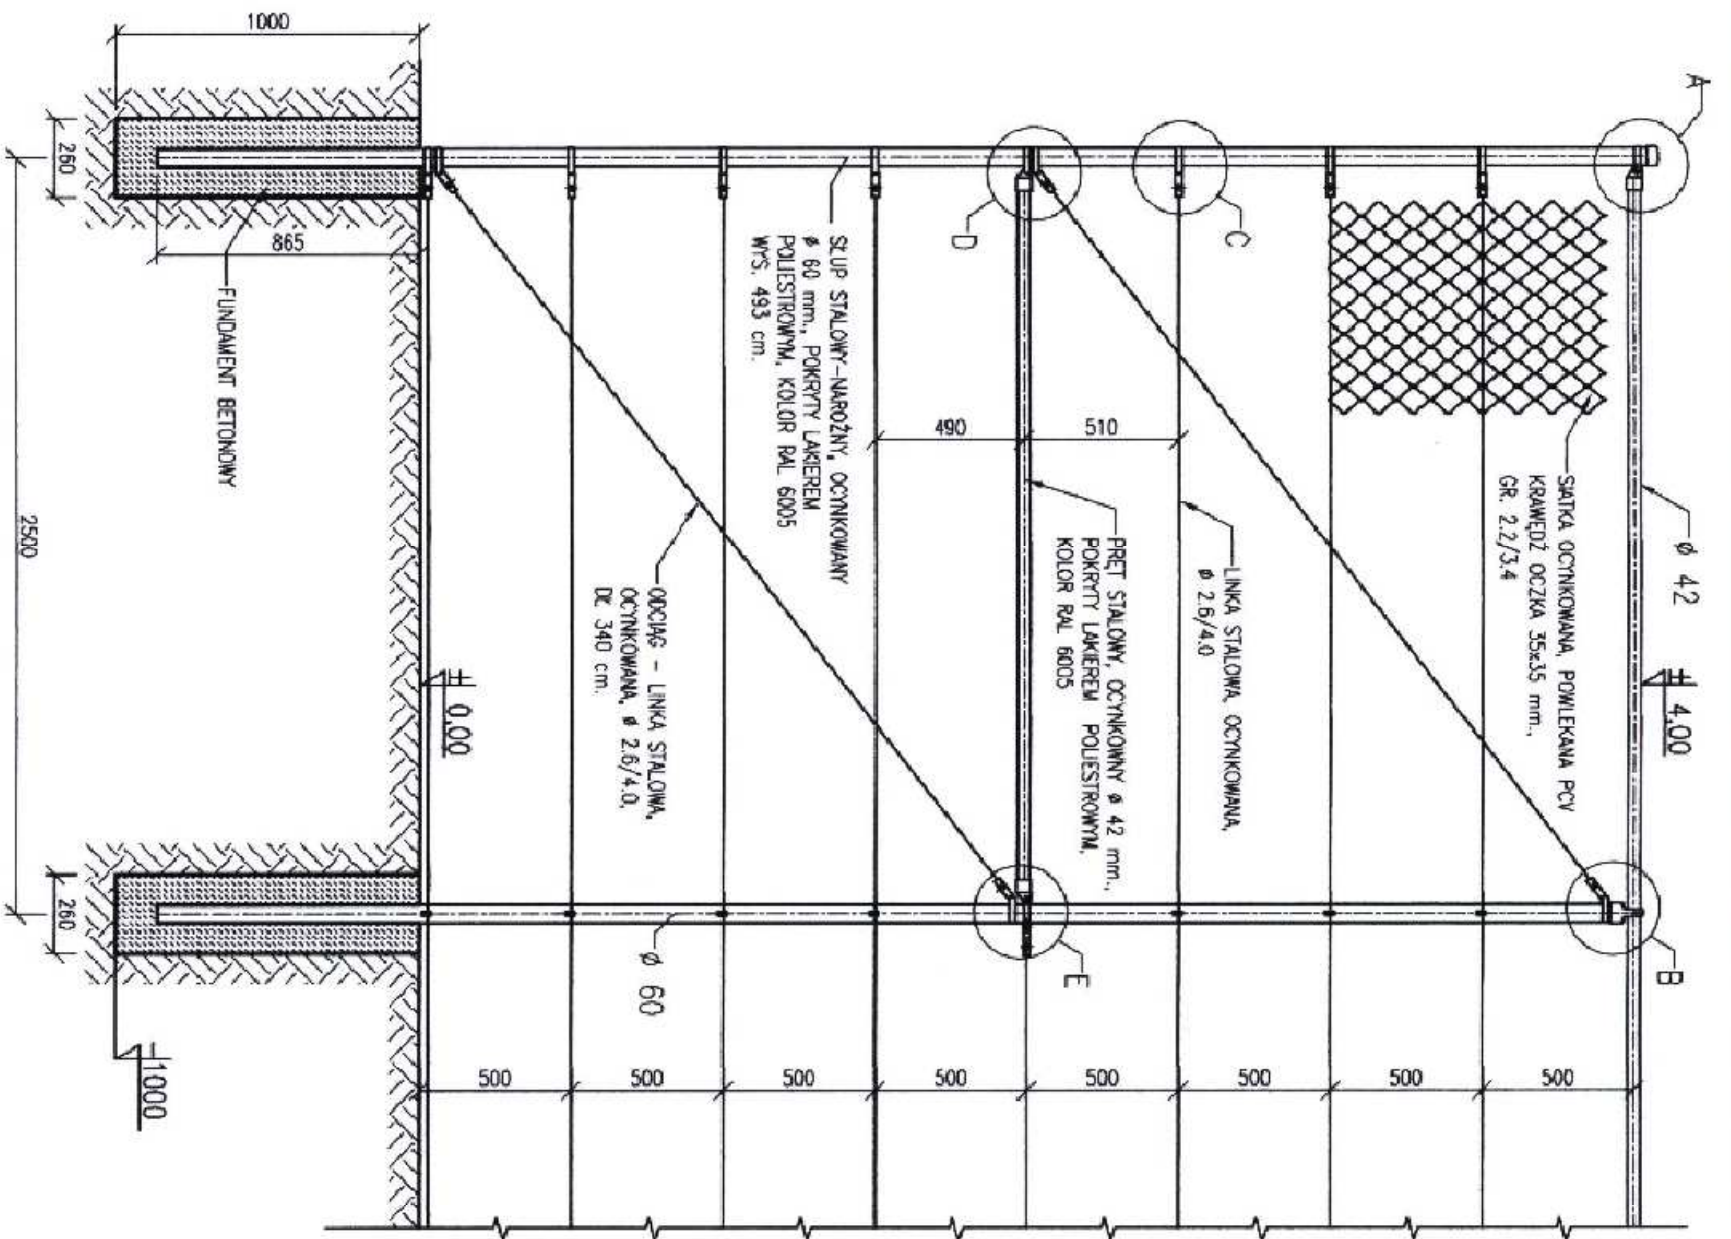 A
B
C
D
E
ø 42
4,00
SIATKA OCYNKOWANA, POWLEKANA PCV
KRAWĘDŹ OCZKA 35x35 mm.,
GR. 2.2/3.4
LINKA STALOWA, OCYNKOWANA,
ø 2.6/4.0
PRĘT STALOWY, OCYNKOWNY ø 42 mm.,
POKRYTY LAKIEREM POLIESTROWYM,
KOLOR RAL 6005
510
490
SŁUP STALOWY-NAROŻNY, OCYNKOWANY
ø 60 mm., POKRYTY LAKIEREM
POLIESTROWYM, KOLOR RAL 6005
WYS. 493 cm.
ODCIĄG - LINKA STALOWA,
OCYNKOWANA, ø 2.6/4.0,
DŁ 340 cm.
ø 60
500
500
500
500
500
500
500
500
± 0,00
865
1000
FUNDAMENT BETONOWY
260
260
2500
-1000